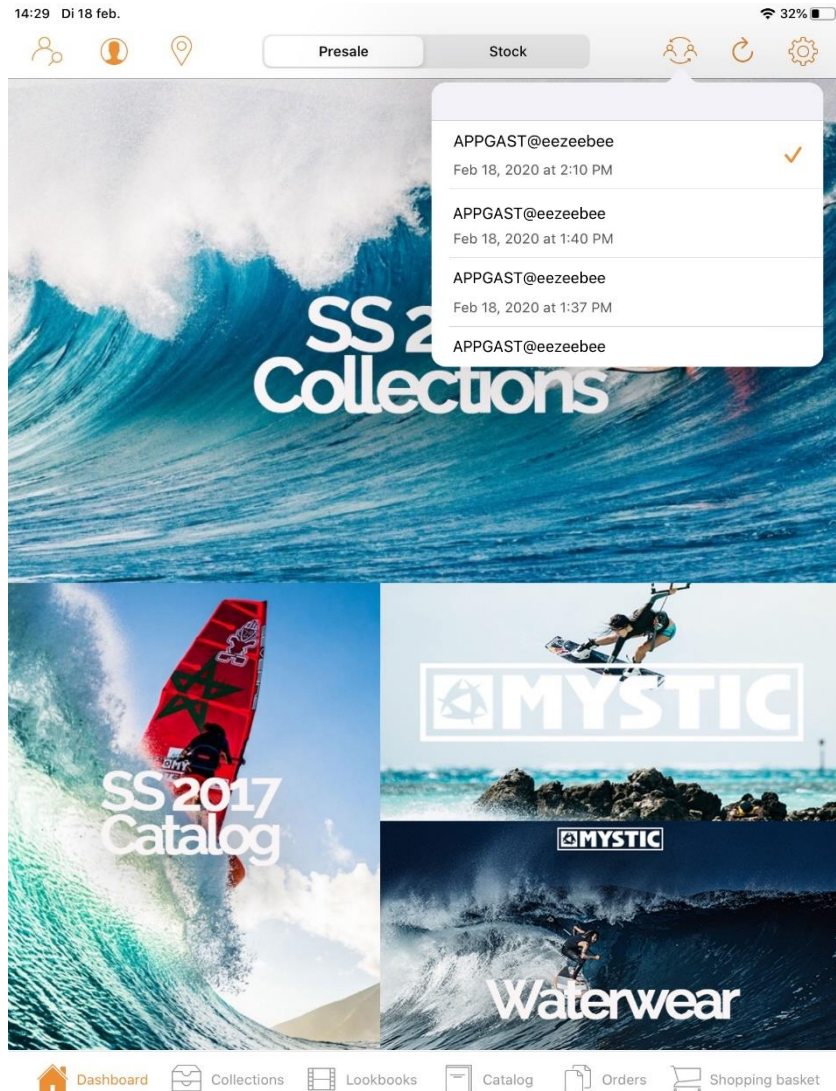 14:29 Di 18 feb.
32%
Presale
Stock
APPGAST@eezeebee
Feb 18, 2020 at 2:10 PM
APPGAST@eezeebee
Feb 18, 2020 at 1:40 PM
APPGAST@eezeebee
Feb 18, 2020 at 1:37 PM
APPGAST@eezeebee
SS 2
Collections
MYSTIC
SS 2017
Catalog
MYSTIC
Waterwear
Dashboard
Collections
Lookbooks
Catalog
Orders
Shopping basket